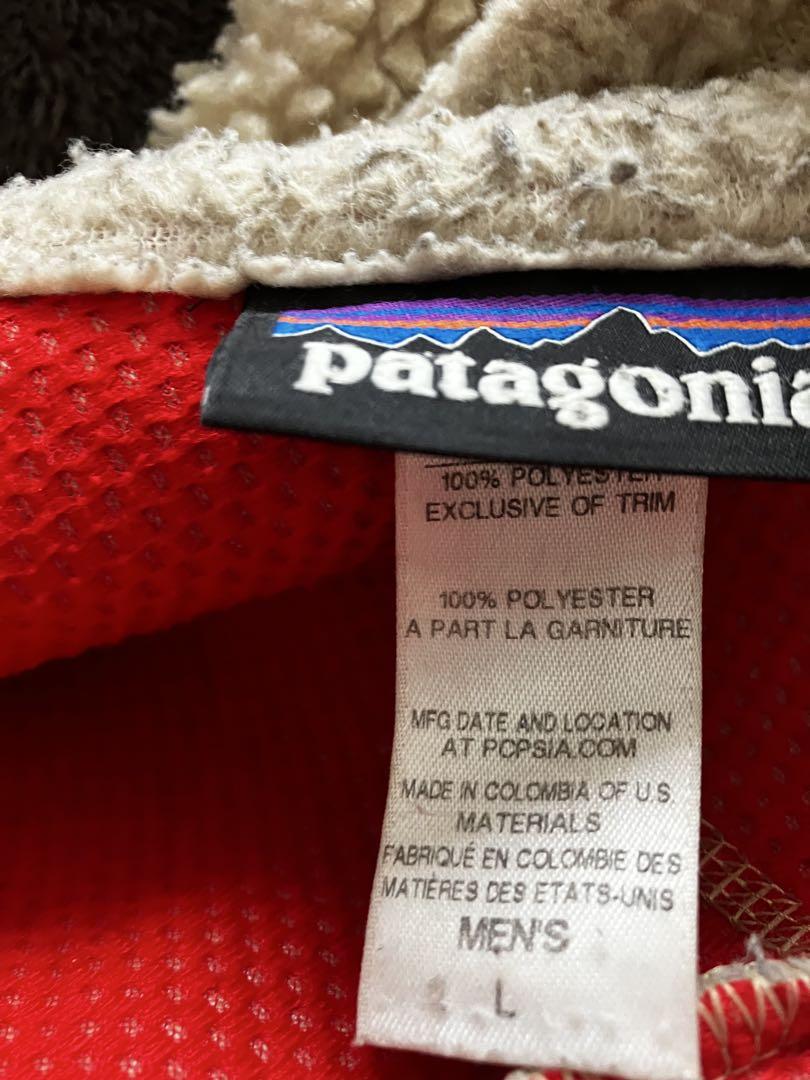 patagonia
100% POLYESTER
EXCLUSIVE OF TRIM
100% POLYESTER
A PART LA GARNITURE
MFG DATE AND LOCATION
AT PCPSIA.COM
MADE IN COLOMBIA OF U.S.
MATERIALS
FABRIQUÉ EN COLOMBIE DES
MATIÈRES DES ETATS-UNIS
MEN'S
L